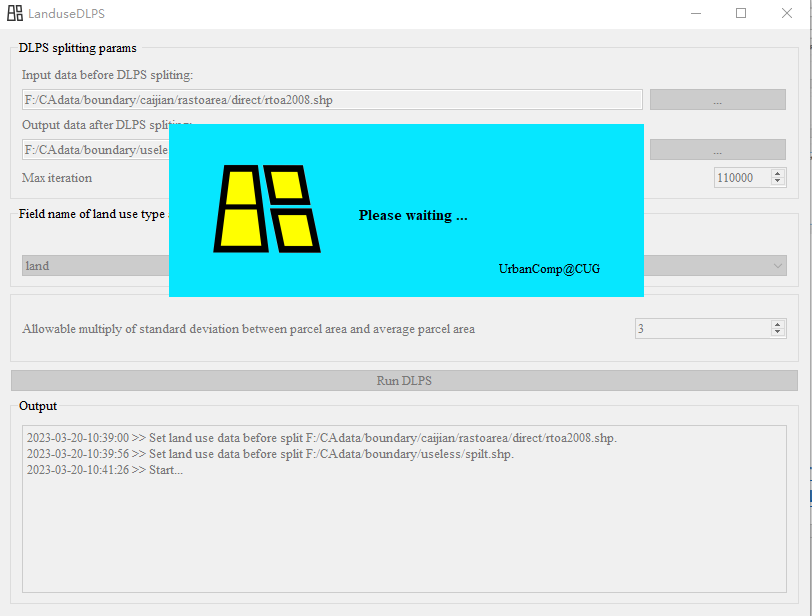 LanduseDLPS
DLPS splitting params
Input data before DLPS spliting:
F:/CAdata/boundary/caijian/rastoarea/direct/rtoa2008.shp
...
Output data after DLPS spliting:
F:/CAdata/boundary/usele
...
Max iteration
110000
Field name of land use type
land
Please waiting ...
UrbanComp@CUG
Allowable multiply of standard deviation between parcel area and average parcel area
3
Run DLPS
Output
2023-03-20-10:39:00 >> Set land use data before split F:/CAdata/boundary/caijian/rastoarea/direct/rtoa2008.shp.
2023-03-20-10:39:56 >> Set land use data before split F:/CAdata/boundary/useless/spilt.shp.
2023-03-20-10:41:26 >> Start...